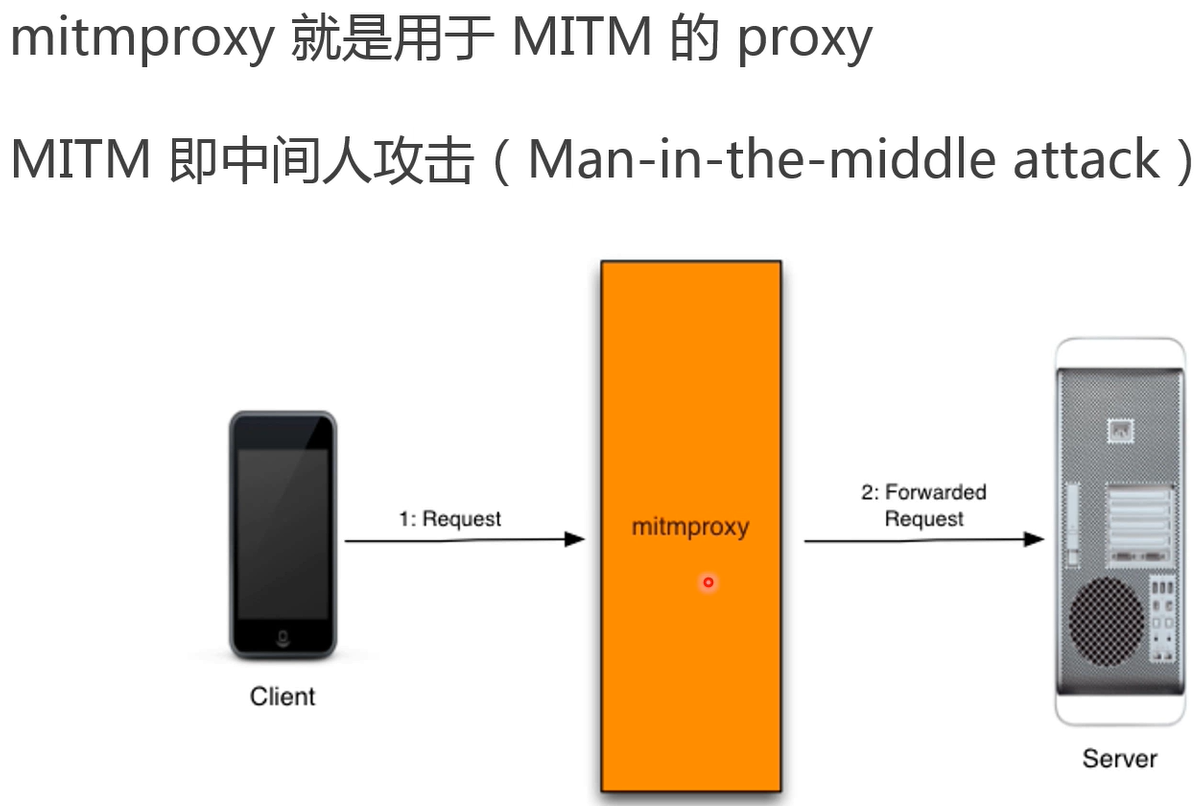 mitmproxy 就是用于 MITM 的 proxy
MITM 即中间人攻击（Man-in-the-middle attack）
1: Request
2: Forwarded
Request
mitmproxy
Client
Server